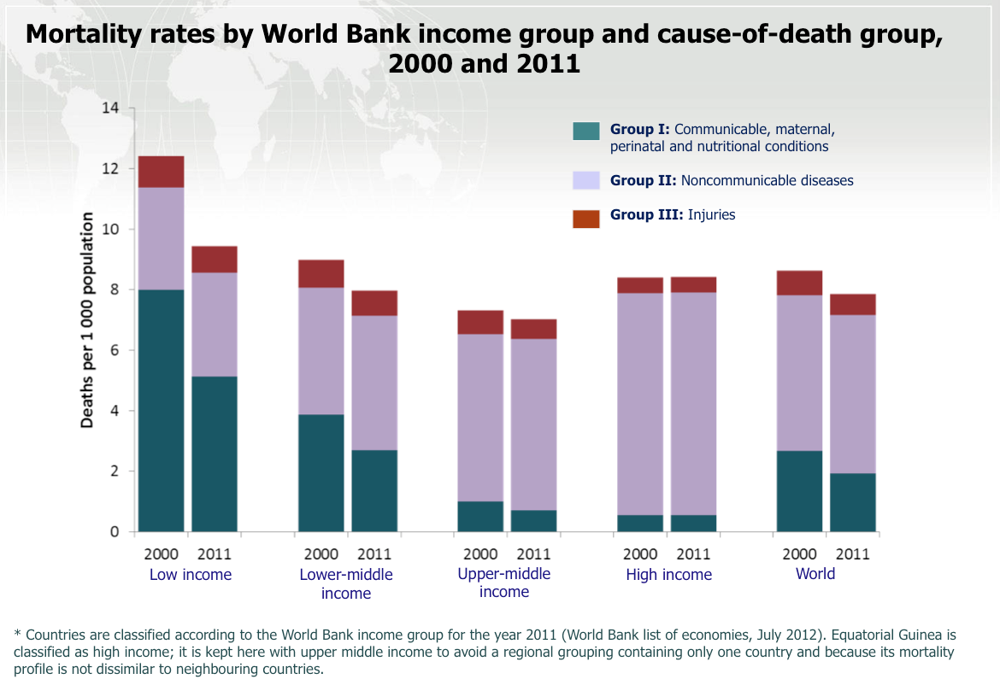 Mortality rates by World Bank income group and cause-of-death group,
2000 and 2011
Group I: Communicable, maternal,
perinatal and nutritional conditions
Group II: Noncommunicable diseases
Group III: Injuries
Deaths per 1 000 population
14
12
10
8
6
4
2
0
2000 2011 2000 2011 2000 2011 2000 2011 2000 2011
Low income Lower-middle income Upper-middle income High income World
* Countries are classified according to the World Bank income group for the year 2011 (World Bank list of economies, July 2012). Equatorial Guinea is
classified as high income; it is kept here with upper middle income to avoid a regional grouping containing only one country and because its mortality
profile is not dissimilar to neighbouring countries.